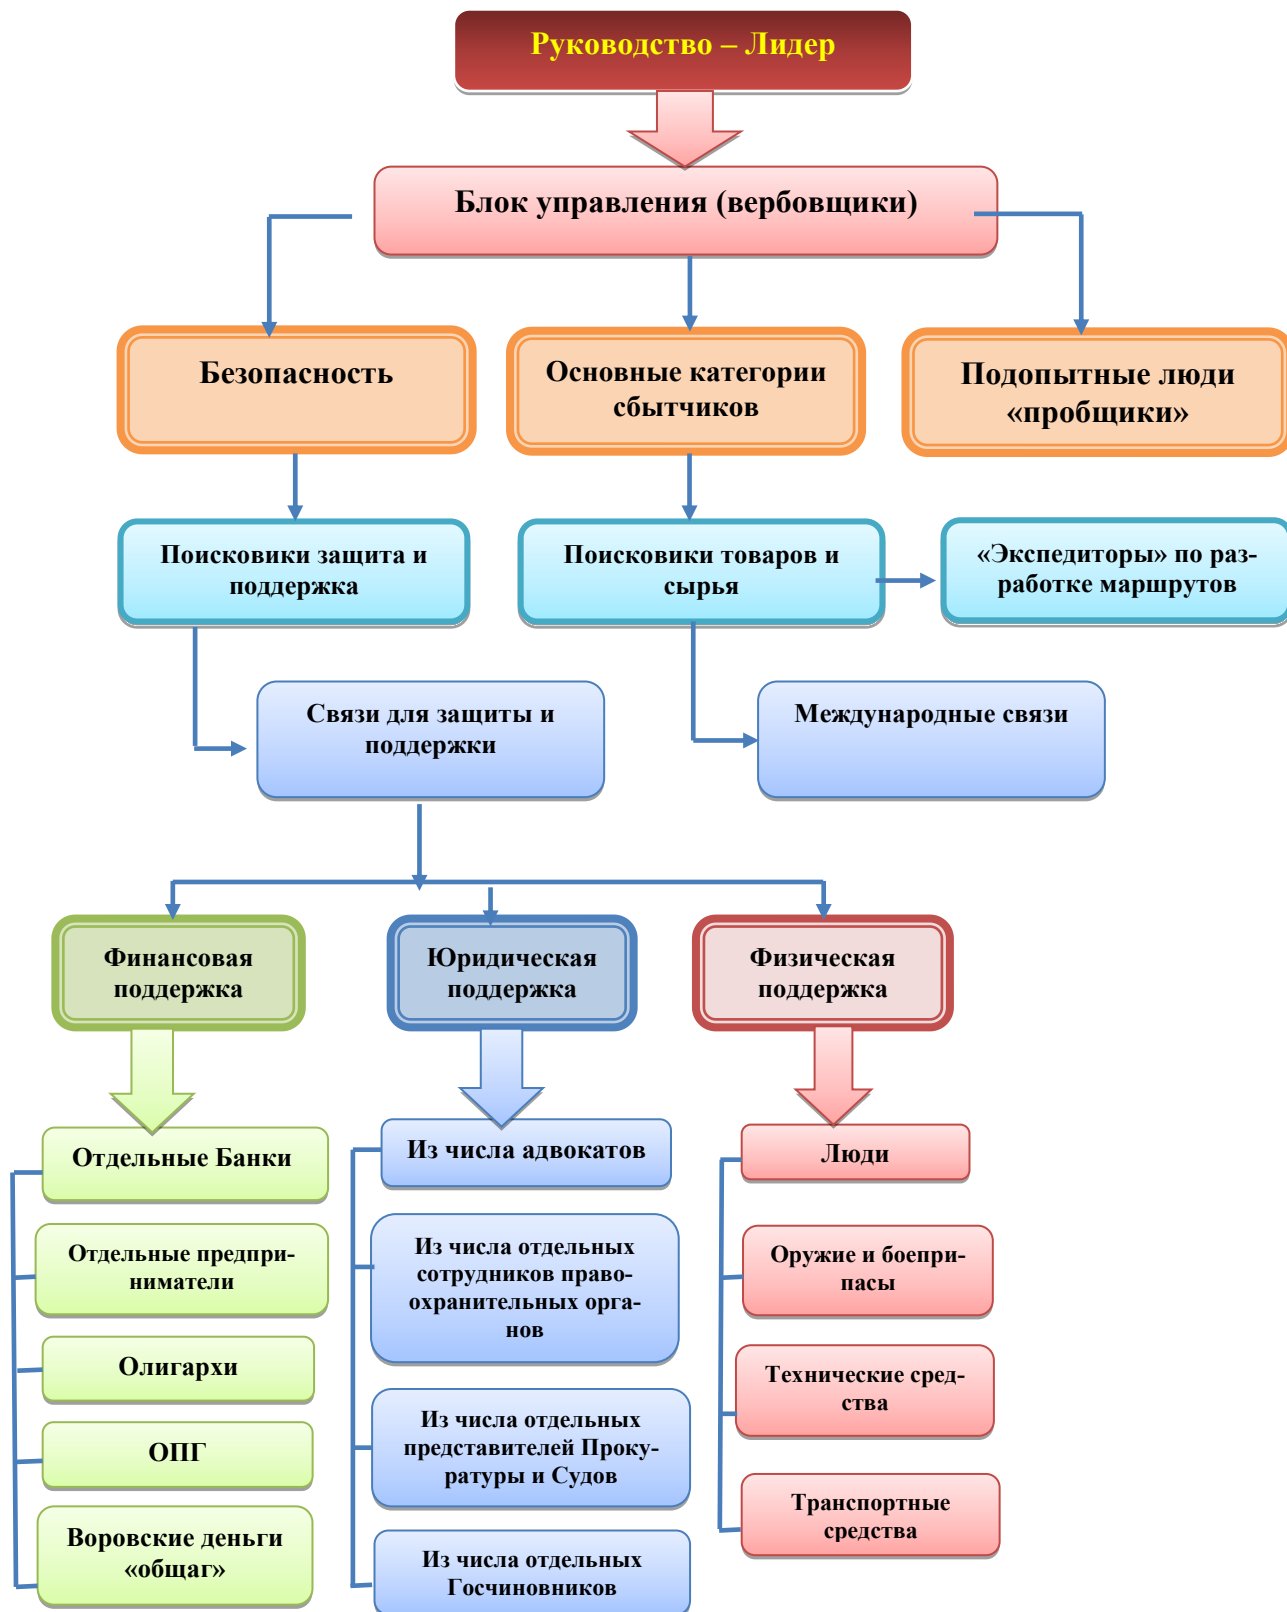 Руководство – Лидер
Блок управления (вербовщики)
Безопасность
Основные категории
сбытчиков
Подопытные люди
«пробщики»
Поисковики защита и
поддержка
Поисковики товаров и
сырья
«Экспедиторы» по раз-
работке маршрутов
Связи для защиты и
поддержки
Международные связи
Финансовая
поддержка
Юридическая
поддержка
Физическая
поддержка
Отдельные Банки
Отдельные предпри-
ниматели
Олигархи
ОПГ
Воровские деньги
«общаг»
Из числа адвокатов
Из числа отдельных
сотрудников право-
охранительных орга-
нов
Из числа отдельных
представителей Проку-
ратуры и Судов
Из числа отдельных
Госчиновников
Люди
Оружие и боепри-
пасы
Технические сред-
ства
Транспортные
средства